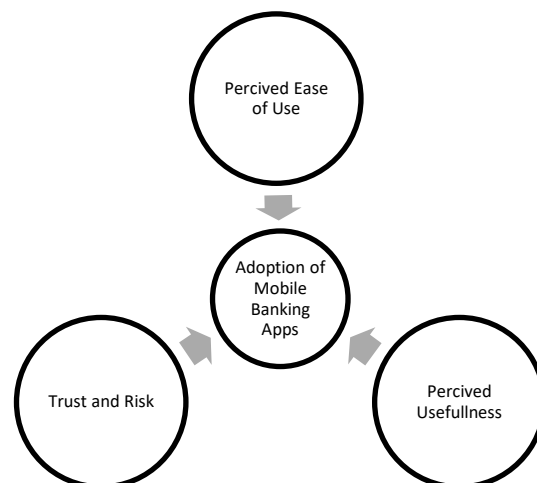 Percived Ease
of Use
Adoption of
Mobile
Banking
Apps
Trust and Risk
Percived
Usefullness